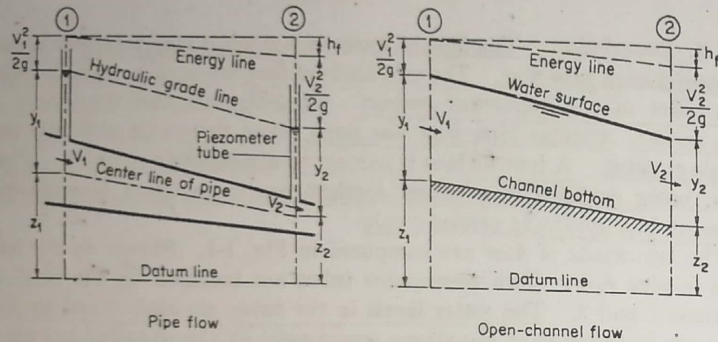 1
2
V₁²/2g
h_f
Energy line
Hydraulic grade line
V₂²/2g
y₁
Piezometer
tube
V₁
y₂
Center line of pipe
V₂
z₁
z₂
Datum line
Pipe flow
1
2
V₁²/2g
h_f
Energy line
Water surface
V₂²/2g
y₁
V₁
V₂
y₂
Channel bottom
z₁
z₂
Datum line
Open-channel flow